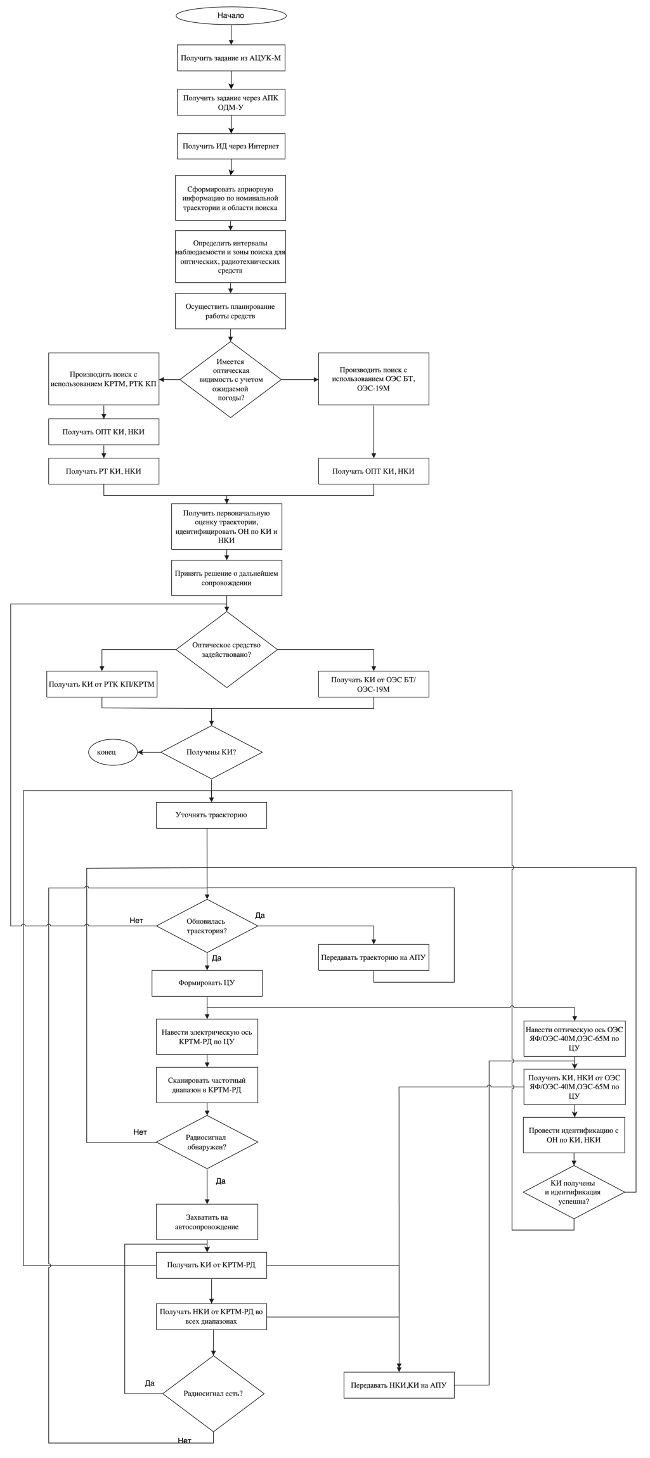 Начало
Получить задание из АЦУК-М
Получить задание через АПК
ОДМ-У
Получить ИД через Интернет
Сформировать априорную
информацию по номинальной
траектории и области поиска
Определить интервалы
наблюдаемости и зоны поиска для
оптических, радиотехнических
средств
Осуществить планирование
работы средств
Имеется
оптическая
видимость с учетом
ожидаемой
погоды?
Производить поиск с
использованием КРТМ, РТК КП
Производить поиск с
использованием ОЭС БТ,
ОЭС-19М
Получать ОПТ КИ, НКИ
Получать РТ КИ, НКИ
Получать ОПТ КИ, НКИ
Получить первоначальную
оценку траектории,
идентифицировать ОН по КИ и
НКИ
Принять решение о дальнейшем
сопровождении
Оптическое средство
задействовано?
Получать КИ от РТК КП/КРТМ
Получать КИ от ОЭС БТ/
ОЭС-19М
Получены КИ?
конец
Уточнять траекторию
Нет
Обновилась
траектория?
Да
Да
Передавать траекторию на АПУ
Формировать ЦУ
Навести электрическую ось
КРТМ-РД по ЦУ
Навести оптическую ось ОЭС
ЯФ/ОЭС-40М,ОЭС-65М по
ЦУ
Сканировать частотный
диапазон в КРТМ-РД
Получать КИ, НКИ от ОЭС
ЯФ/ОЭС-40М,ОЭС-65М по
ЦУ
Нет
Радиосигнал
обнаружен?
Да
Провести идентификацию с
ОН по КИ, НКИ
КИ получены
и идентификация
успешна?
Захватить на
автосопровождение
Получать КИ от КРТМ-РД
Получать НКИ от КРТМ-РД во
всех диапазонах
Передавать НКИ,КИ на АПУ
Да
Радиосигнал есть?
Нет